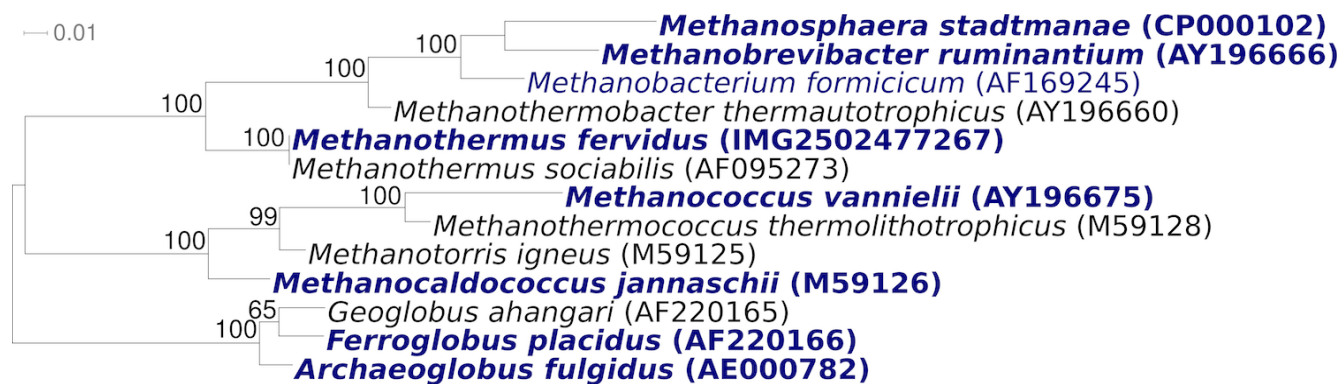 0.01
Methanosphaera stadtmanae (CP000102)
100
Methanobrevibacter ruminantium (AY196666)
100
Methanobacterium formicicum (AF169245)
100
Methanothermobacter thermautotrophicus (AY196660)
100
Methanothermus fervidus (IMG2502477267)
Methanothermus sociabilis (AF095273)
100
Methanococcus vannielii (AY196675)
99
Methanothermococcus thermolithotrophicus (M59128)
100
Methanotorris igneus (M59125)
Methanocaldococcus jannaschii (M59126)
65
Geoglobus ahangari (AF220165)
100
Ferroglobus placidus (AF220166)
Archaeoglobus fulgidus (AE000782)